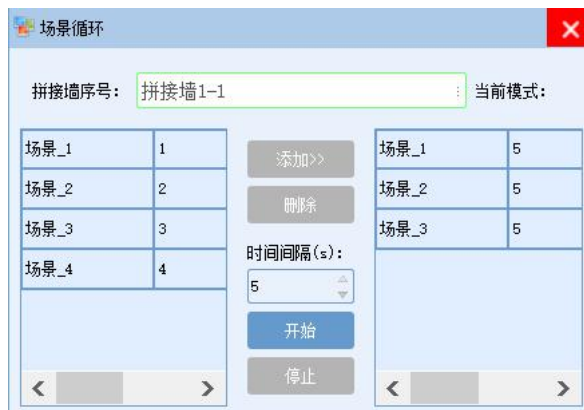 场景循环
拼接墙序号: 拼接墙1-1 当前模式:
场景_1 1
场景_2 2
场景_3 3
场景_4 4
添加>>
删除
时间间隔(s):
5
开始
停止
场景_1 5
场景_2 5
场景_3 5